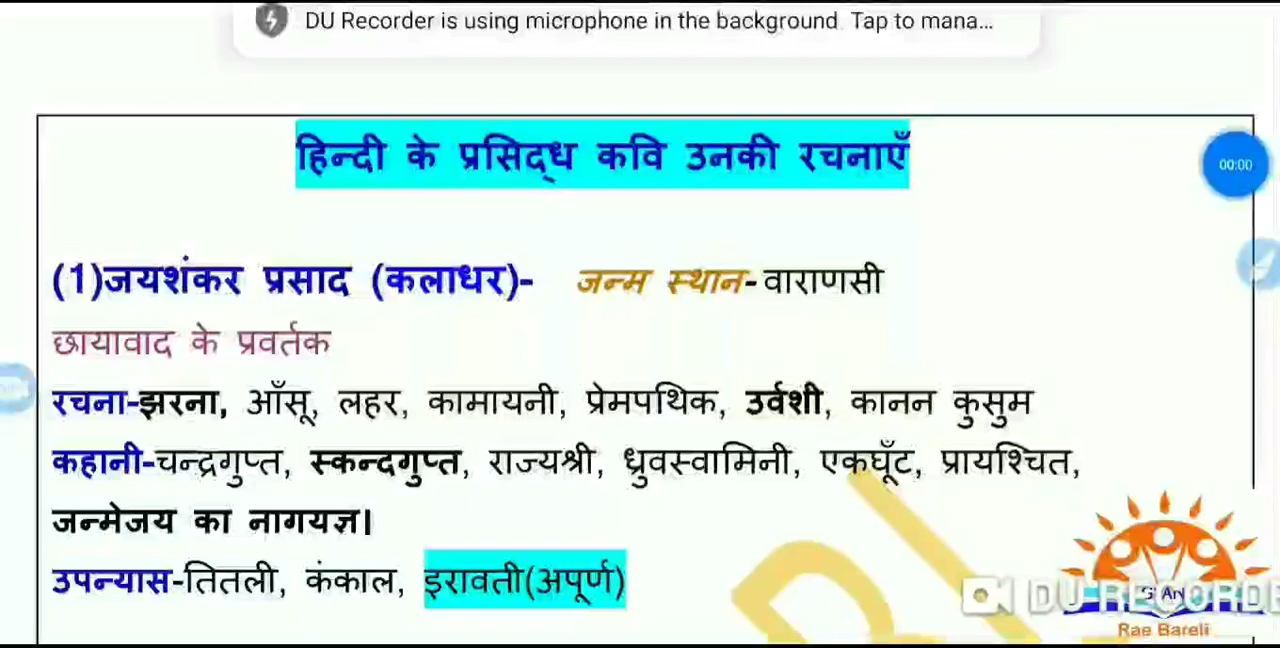 DU Recorder is using microphone in the background. Tap to mana...
हिन्दी के प्रसिद्ध कवि उनकी रचनाएँ
00:00
(1)जयशंकर प्रसाद (कलाधर)- जन्म स्थान-वाराणसी
छायावाद के प्रवर्तक
रचना-झरना, आँसू, लहर, कामायनी, प्रेमपथिक, उर्वशी, कानन कुसुम
कहानी-चन्द्रगुप्त, स्कन्दगुप्त, राज्यश्री, ध्रुवस्वामिनी, एकघूँट, प्रायश्चित,
जन्मेजय का नागयज्ञ।
उपन्यास-तितली, कंकाल, इरावती(अपूर्ण)
DU RECORDE
Rae Bareli